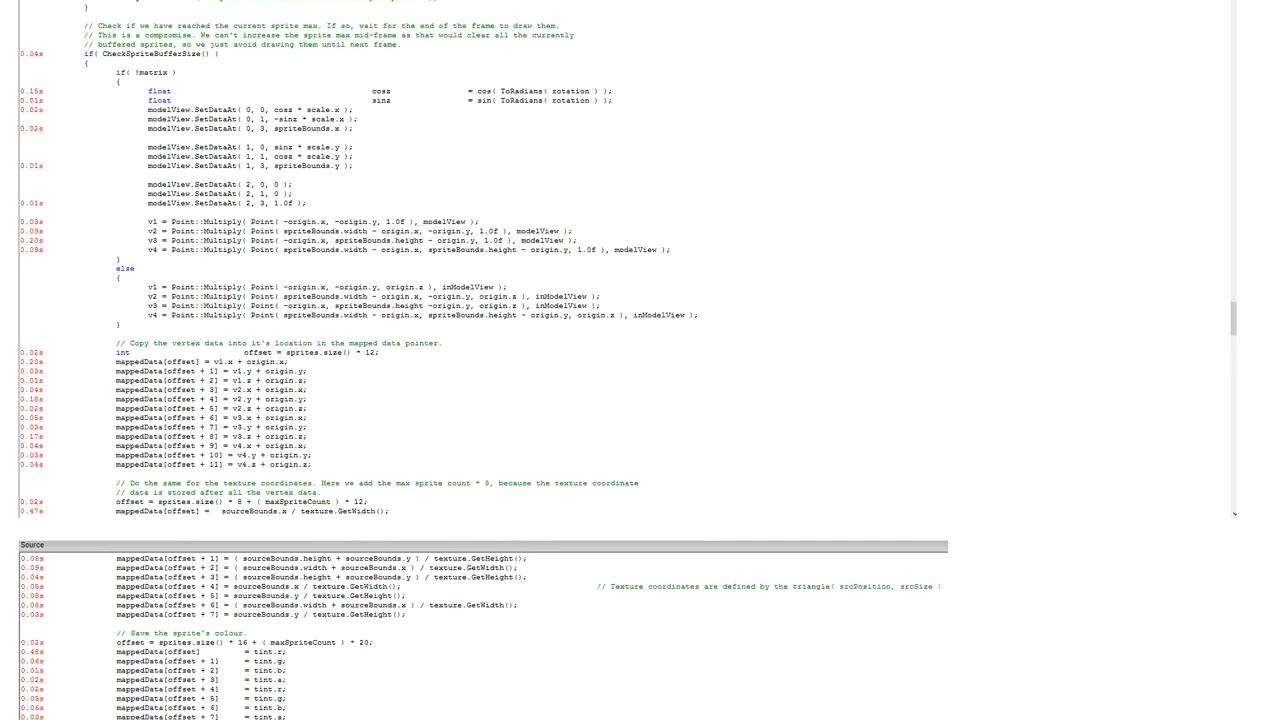 }
// Check if we have reached the current sprite max. If so, wait for the end of the frame to draw them.
// This is a compromise. We can't increase the sprite max mid-frame as that would clear all the currently
// buffered sprites, so we just avoid drawing them until next frame.
0.04s if( CheckSpriteBufferSize() )
{
if( !matrix )
{
0.15s float cosz = cos( ToRadians( rotation ) );
0.01s float sinz = sin( ToRadians( rotation ) );
0.02s modelView.SetDataAt( 0, 0, cosz * scale.x );
modelView.SetDataAt( 0, 1, -sinz * scale.x );
0.02s modelView.SetDataAt( 0, 3, spriteBounds.x );
modelView.SetDataAt( 1, 0, sinz * scale.y );
modelView.SetDataAt( 1, 1, cosz * scale.y );
0.01s modelView.SetDataAt( 1, 3, spriteBounds.y );
modelView.SetDataAt( 2, 0, 0 );
modelView.SetDataAt( 2, 1, 0 );
0.01s modelView.SetDataAt( 2, 3, 1.0f );
0.03s v1 = Point::Multiply( Point( -origin.x, -origin.y, 1.0f ), modelView );
0.09s v2 = Point::Multiply( Point( spriteBounds.width - origin.x, -origin.y, 1.0f ), modelView );
0.20s v3 = Point::Multiply( Point( -origin.x, spriteBounds.height - origin.y, 1.0f ), modelView );
0.09s v4 = Point::Multiply( Point( spriteBounds.width - origin.x, spriteBounds.height - origin.y, 1.0f ), modelView );
}
else
{
v1 = Point::Multiply( Point( -origin.x, -origin.y, origin.z ), inModelView );
v2 = Point::Multiply( Point( spriteBounds.width - origin.x, -origin.y, origin.z ), inModelView );
v3 = Point::Multiply( Point( -origin.x, spriteBounds.height -origin.y, origin.z ), inModelView );
v4 = Point::Multiply( Point( spriteBounds.width - origin.x, spriteBounds.height - origin.y, origin.z ), inModelView );
}
// Copy the vertex data into it's location in the mapped data pointer.
0.02s int offset = sprites.size() * 12;
0.20s mappedData[offset] = v1.x + origin.x;
0.03s mappedData[offset + 1] = v1.y + origin.y;
0.01s mappedData[offset + 2] = v1.z + origin.z;
0.04s mappedData[offset + 3] = v2.x + origin.x;
0.18s mappedData[offset + 4] = v2.y + origin.y;
0.02s mappedData[offset + 5] = v2.z + origin.z;
0.05s mappedData[offset + 6] = v3.x + origin.x;
0.03s mappedData[offset + 7] = v3.y + origin.y;
0.17s mappedData[offset + 8] = v3.z + origin.z;
0.04s mappedData[offset + 9] = v4.x + origin.x;
0.03s mappedData[offset + 10] = v4.y + origin.y;
0.04s mappedData[offset + 11] = v4.z + origin.z;
// Do the same for the texture coordinates. Here we add the max sprite count * 8, because the texture coordinate
// data is stored after all the vertex data.
0.02s offset = sprites.size() * 8 + ( maxSpriteCount ) * 12;
0.47s mappedData[offset] = sourceBounds.x / texture.GetWidth();
Source
0.08s mappedData[offset + 1] = ( sourceBounds.height + sourceBounds.y ) / texture.GetHeight();
0.09s mappedData[offset + 2] = ( sourceBounds.width + sourceBounds.x ) / texture.GetWidth();
0.04s mappedData[offset + 3] = ( sourceBounds.height + sourceBounds.y ) / texture.GetHeight();
0.05s mappedData[offset + 4] = sourceBounds.x / texture.GetWidth(); // Texture coordinates are defined by the triangle( srcPosition, srcSize )
0.08s mappedData[offset + 5] = sourceBounds.y / texture.GetHeight();
0.08s mappedData[offset + 6] = ( sourceBounds.width + sourceBounds.x ) / texture.GetWidth();
0.03s mappedData[offset + 7] = sourceBounds.y / texture.GetHeight();
// Save the sprite's colour.
0.02s offset = sprites.size() * 16 + ( maxSpriteCount ) * 20;
0.48s mappedData[offset] = tint.r;
0.06s mappedData[offset + 1] = tint.g;
0.01s mappedData[offset + 2] = tint.b;
0.02s mappedData[offset + 3] = tint.a;
0.02s mappedData[offset + 4] = tint.r;
0.05s mappedData[offset + 5] = tint.g;
0.06s mappedData[offset + 6] = tint.b;
0.03s mappedData[offset + 7] = tint.a;